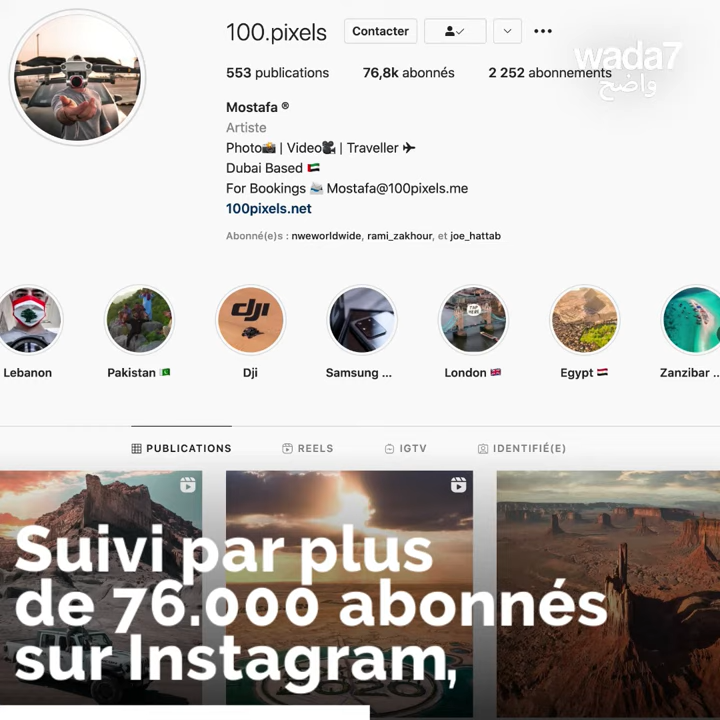 100.pixels Contacter
wada7
واضح
553 publications 76,8k abonnés 2 252 abonnements
Mostafa ®
Artiste
Photo📸 | Video🎥 | Traveller ✈
Dubai Based 🇦🇪
For Bookings 📨 Mostafa@100pixels.me
100pixels.net
Abonné(e)s : nweworldwide, rami_zakhour, et joe_hattab
dji
Lebanon Pakistan 🇵🇰 Dji Samsung ... London 🇬🇧 Egypt 🇪🇬 Zanzibar ..
PUBLICATIONS REELS IGTV IDENTIFIÉ(E)
Suivi par plus
de 76.000 abonnés
sur Instagram,